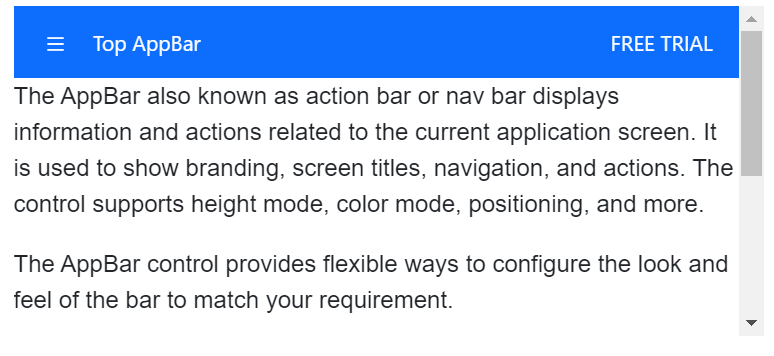 Top AppBar FREE TRIAL
The AppBar also known as action bar or nav bar displays
information and actions related to the current application screen. It
is used to show branding, screen titles, navigation, and actions. The
control supports height mode, color mode, positioning, and more.
The AppBar control provides flexible ways to configure the look and
feel of the bar to match your requirement.